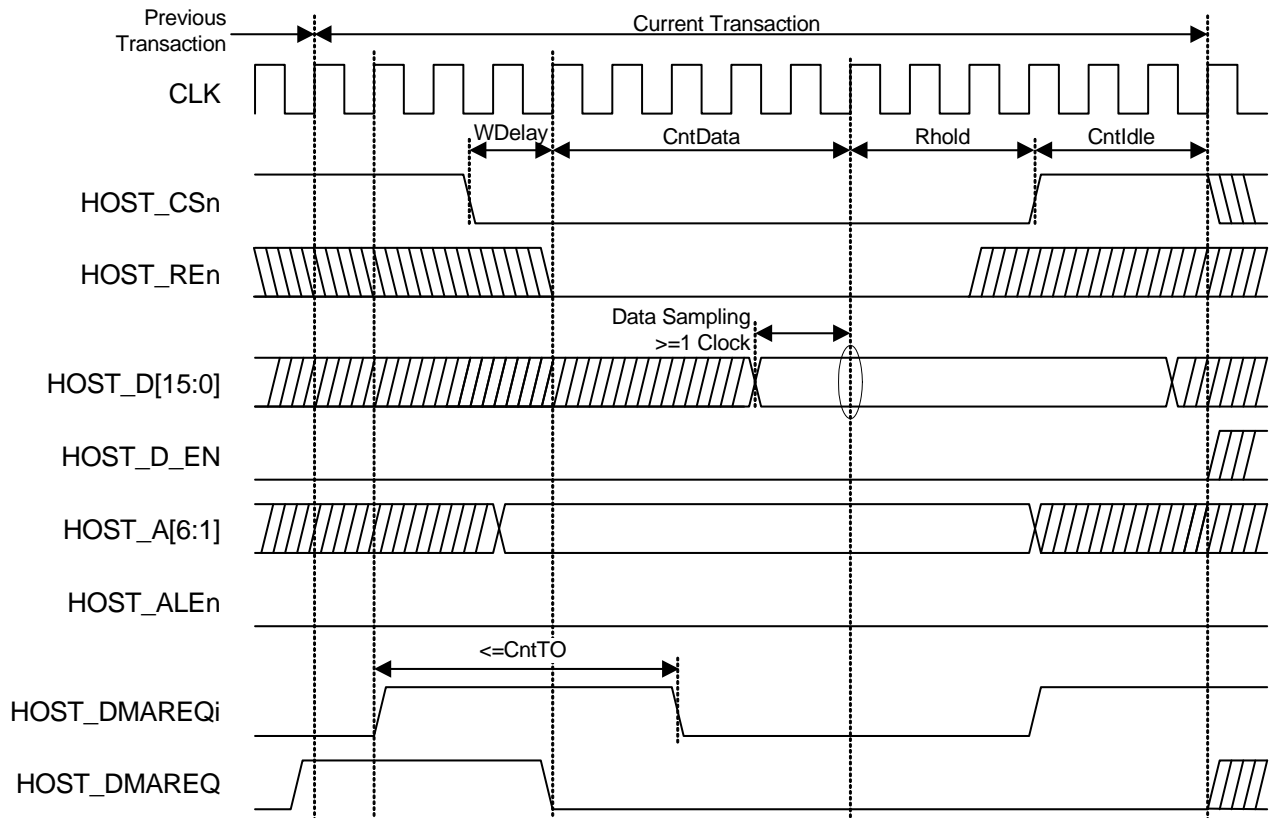 Previous
Transaction
Current Transaction
CLK
WDelay
CntData
Rhold
CntIdle
HOST_CSn
HOST_REn
Data Sampling
>=1 Clock
HOST_D[15:0]
HOST_D_EN
HOST_A[6:1]
HOST_ALEn
<=CntTO
HOST_DMAREQi
HOST_DMAREQ